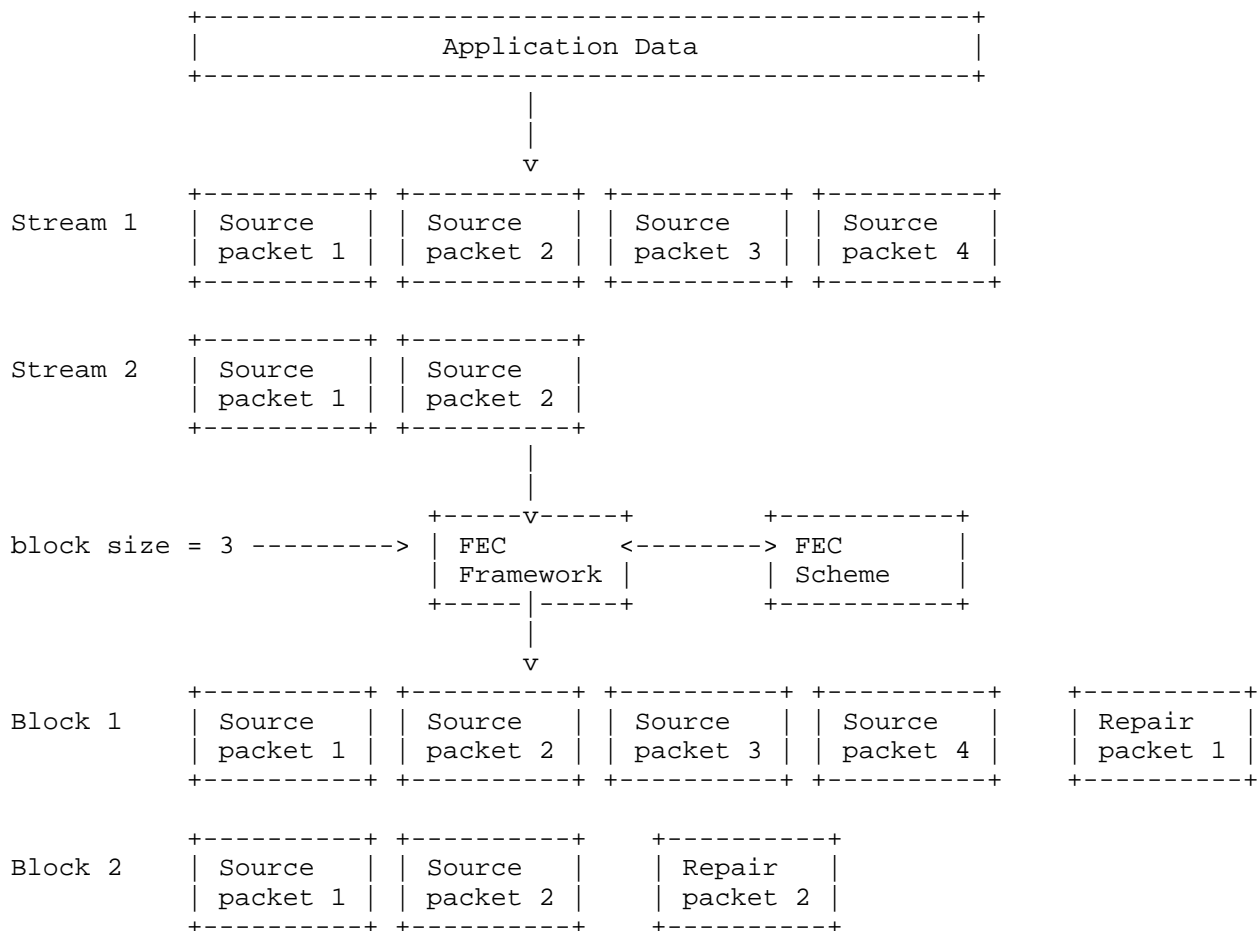 Application Data
Stream 1 Source Source Source Source
packet 1 packet 2 packet 3 packet 4
Stream 2 Source Source
packet 1 packet 2
block size = 3 FEC FEC
Framework Scheme
Block 1 Source Source Source Source Repair
packet 1 packet 2 packet 3 packet 4 packet 1
Block 2 Source Source Repair
packet 1 packet 2 packet 2